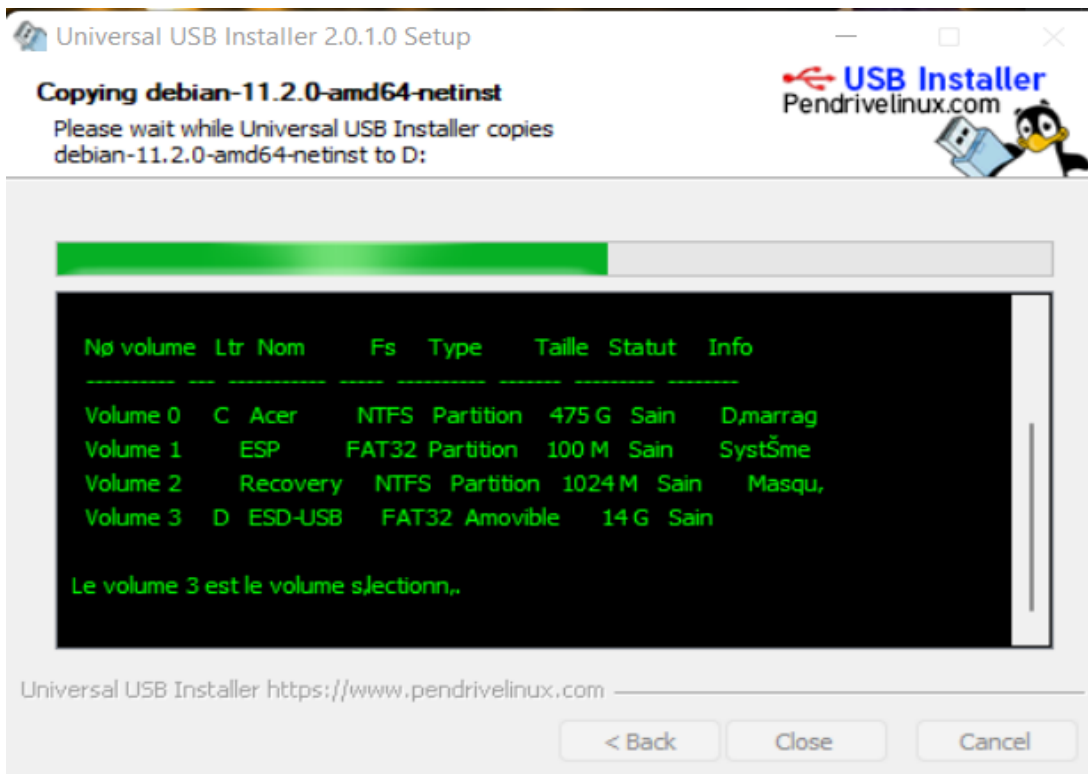 Universal USB Installer 2.0.1.0 Setup
Copying debian-11.2.0-amd64-netinst
Please wait while Universal USB Installer copies
debian-11.2.0-amd64-netinst to D:
USB Installer
Pendrivelinux.com
Nø volume Ltr Nom Fs Type Taille Statut Info
---------- --- ----------- ----- ---------- ------- --------- --------
Volume 0 C Acer NTFS Partition 475 G Sain D‚marrag
Volume 1 ESP FAT32 Partition 100 M Sain SystŠme
Volume 2 Recovery NTFS Partition 1024 M Sain Masqu‚
Volume 3 D ESD-USB FAT32 Amovible 14 G Sain
Le volume 3 est le volume s‚lectionn‚.
Universal USB Installer https://www.pendrivelinux.com
< Back Close Cancel